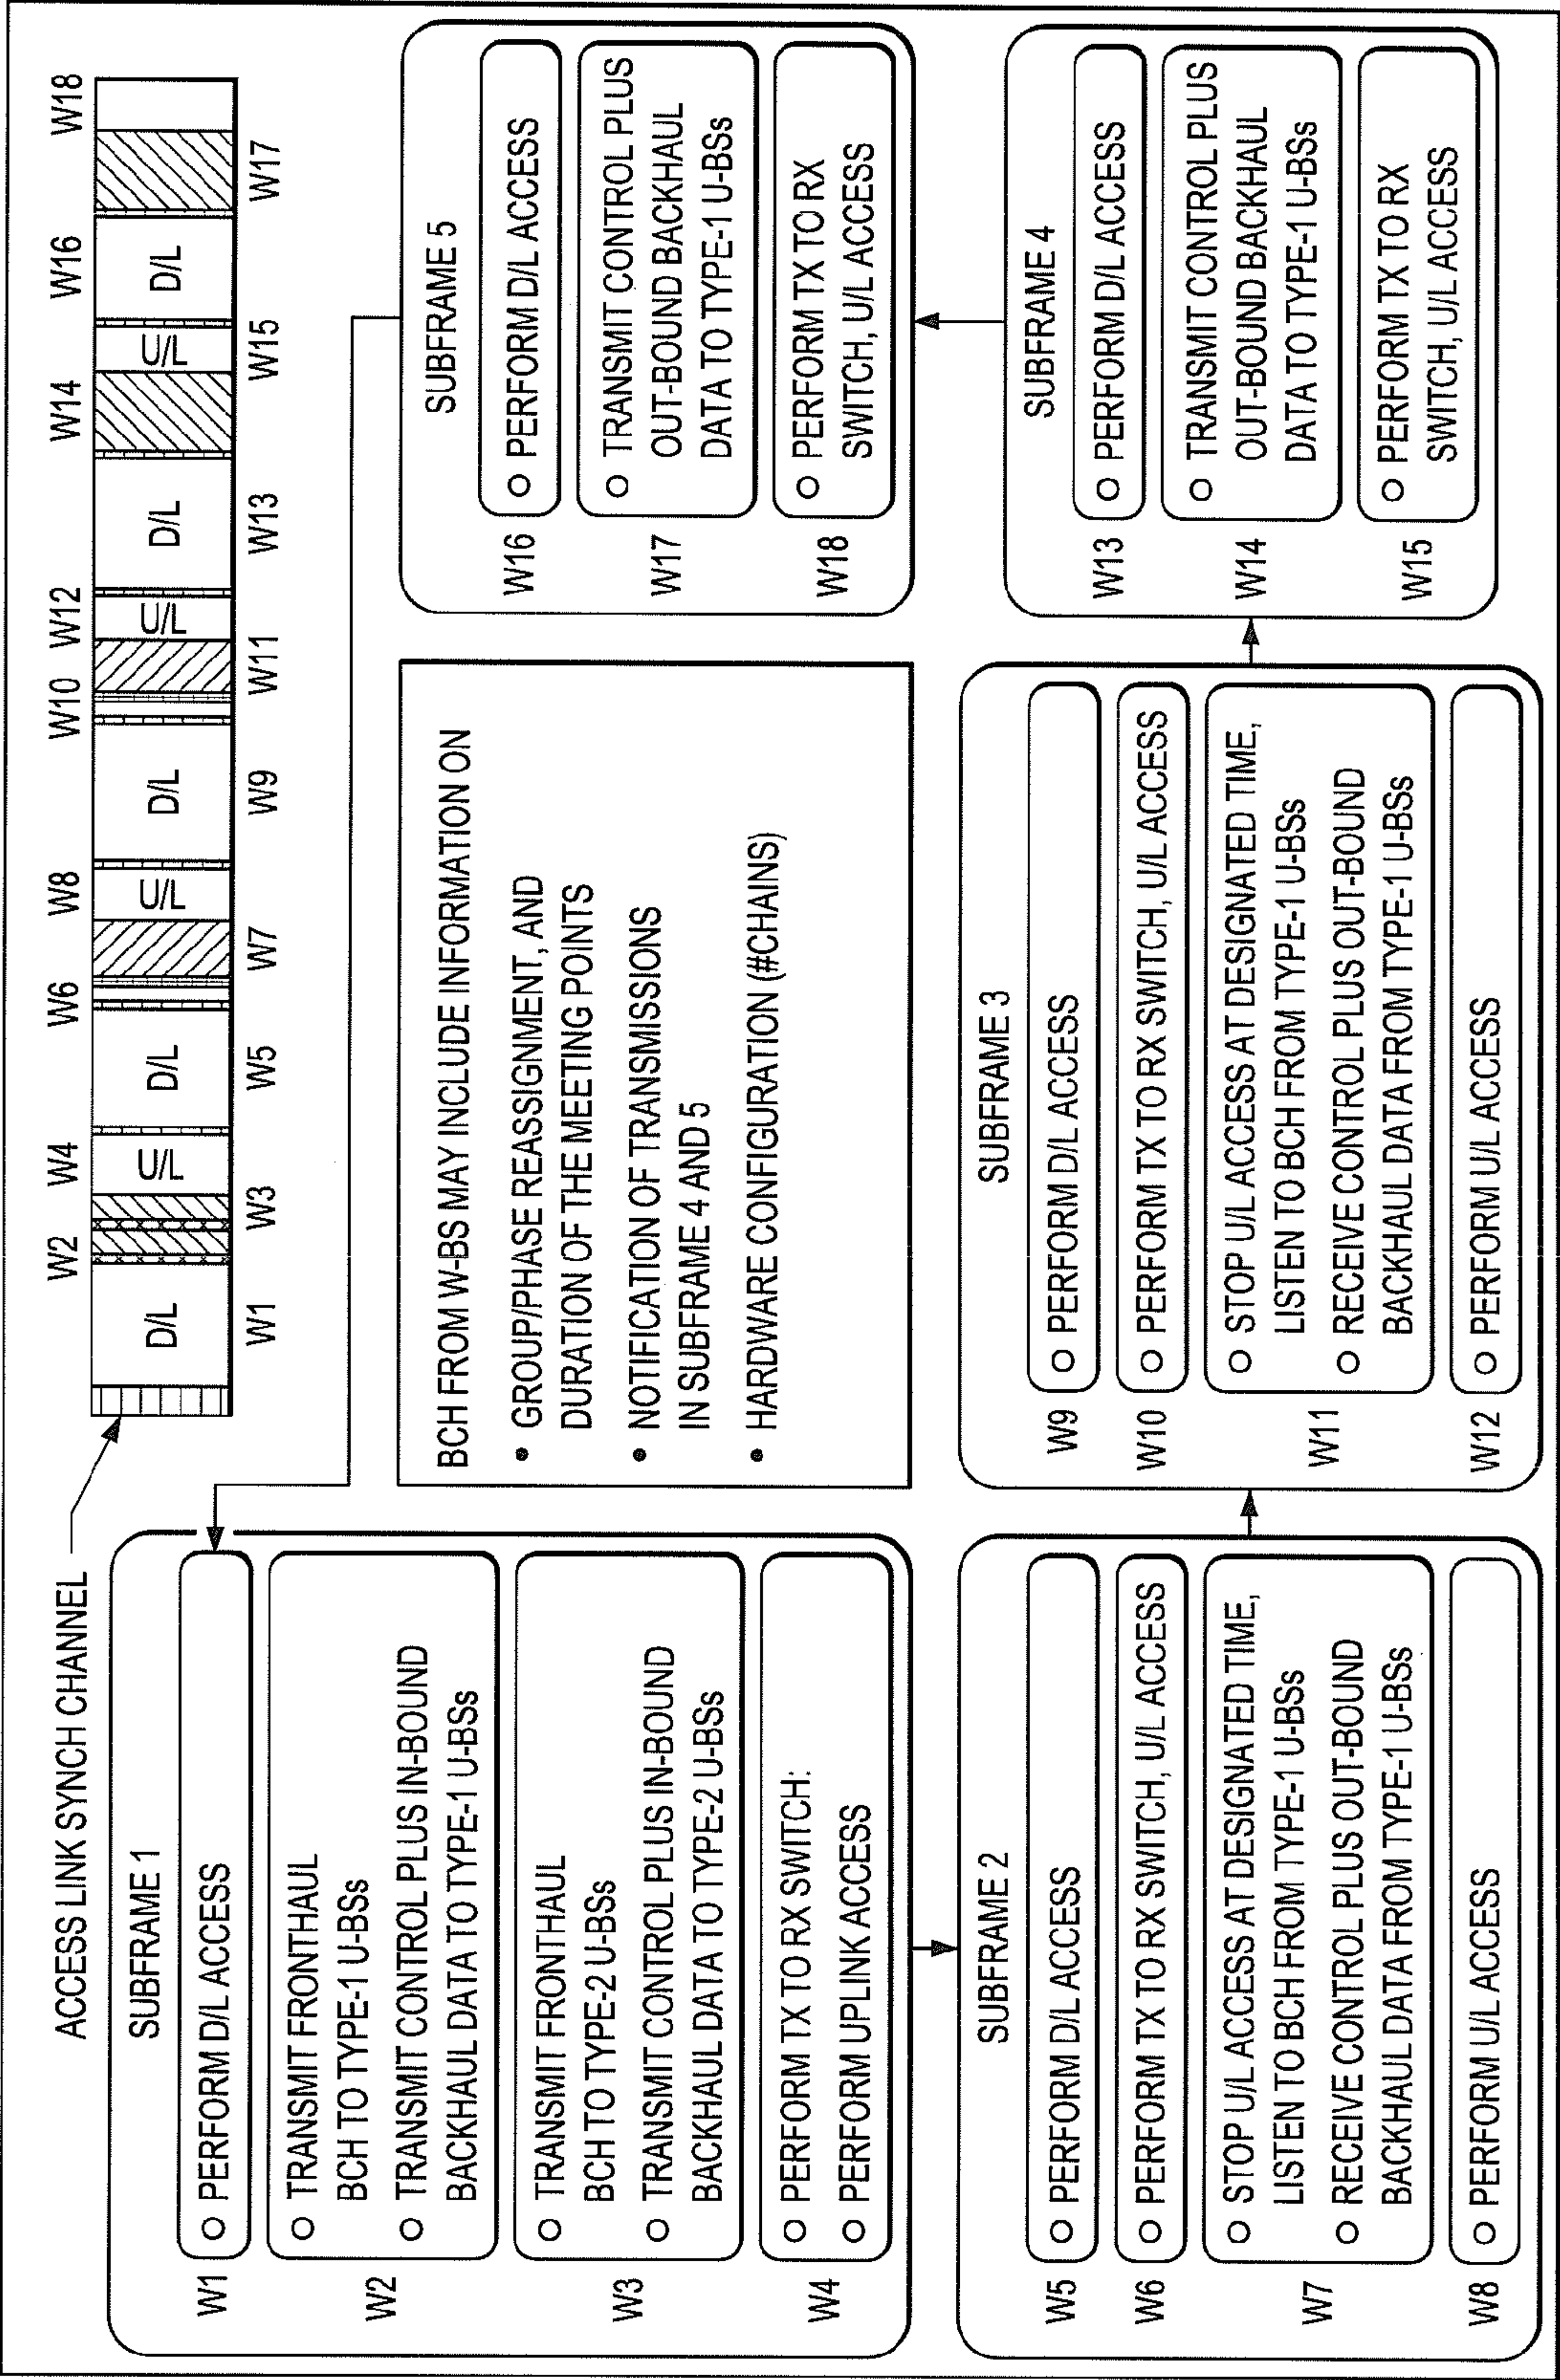 ACCESS LINK SYNCH CHANNEL
W2
W4
W6
W8
W10
W12
W14
W16
W18
D/L
U/L
D/L
U/L
D/L
U/L
D/L
U/L
D/L
W1
W3
W5
W7
W9
W11
W13
W15
W17
SUBFRAME 1
W1
○ PERFORM D/L ACCESS
W2
○ TRANSMIT FRONTHAUL
BCH TO TYPE-1 U-BSs
○ TRANSMIT CONTROL PLUS IN-BOUND
BACKHAUL DATA TO TYPE-1 U-BSs
W3
○ TRANSMIT FRONTHAUL
BCH TO TYPE-2 U-BSs
○ TRANSMIT CONTROL PLUS IN-BOUND
BACKHAUL DATA TO TYPE-2 U-BSs
W4
○ PERFORM TX TO RX SWITCH:
○ PERFORM UPLINK ACCESS
BCH FROM W-BS MAY INCLUDE INFORMATION ON
• GROUP/PHASE REASSIGNMENT, AND
DURATION OF THE MEETING POINTS
• NOTIFICATION OF TRANSMISSIONS
IN SUBFRAME 4 AND 5
• HARDWARE CONFIGURATION (#CHAINS)
SUBFRAME 5
W16
○ PERFORM D/L ACCESS
W17
○ TRANSMIT CONTROL PLUS
OUT-BOUND BACKHAUL
DATA TO TYPE-1 U-BSs
W18
○ PERFORM TX TO RX
SWITCH, U/L ACCESS
SUBFRAME 2
W5
○ PERFORM D/L ACCESS
W6
○ PERFORM TX TO RX SWITCH, U/L ACCESS
W7
○ STOP U/L ACCESS AT DESIGNATED TIME,
LISTEN TO BCH FROM TYPE-1 U-BSs
○ RECEIVE CONTROL PLUS OUT-BOUND
BACKHAUL DATA FROM TYPE-1 U-BSs
W8
○ PERFORM U/L ACCESS
SUBFRAME 3
W9
○ PERFORM D/L ACCESS
W10
○ PERFORM TX TO RX SWITCH, U/L ACCESS
W11
○ STOP U/L ACCESS AT DESIGNATED TIME,
LISTEN TO BCH FROM TYPE-1 U-BSs
○ RECEIVE CONTROL PLUS OUT-BOUND
BACKHAUL DATA FROM TYPE-1 U-BSs
W12
○ PERFORM U/L ACCESS
SUBFRAME 4
W13
○ PERFORM D/L ACCESS
W14
○ TRANSMIT CONTROL PLUS
OUT-BOUND BACKHAUL
DATA TO TYPE-1 U-BSs
W15
○ PERFORM TX TO RX
SWITCH, U/L ACCESS